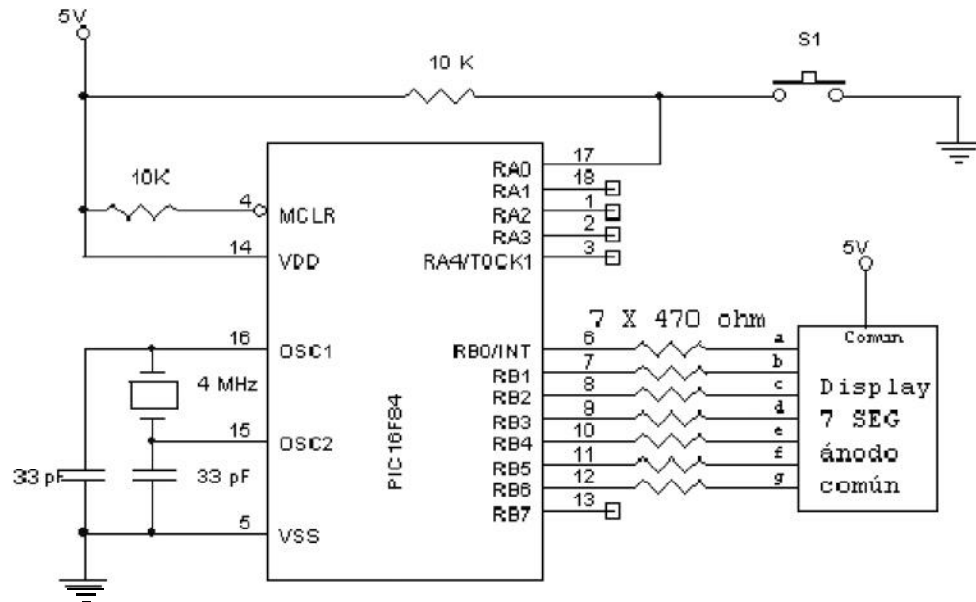 5V
S1
10 K
17
RA0
18
RA1
10K
4
MCLR
1
RA2
2
RA3
14
VDD
3
RA4/T0CK1
5V
7 X 470 ohm
16
OSC1
RB0/INT
6
a
Comun
4 MHz
RB1
7
b
RB2
8
c
Display
RB3
9
d
7 SEG
15
OSC2
RB4
10
e
ánodo
RB5
11
f
común
33 pF
33 pF
RB6
12
g
RB7
13
PIC16F84
5
VSS